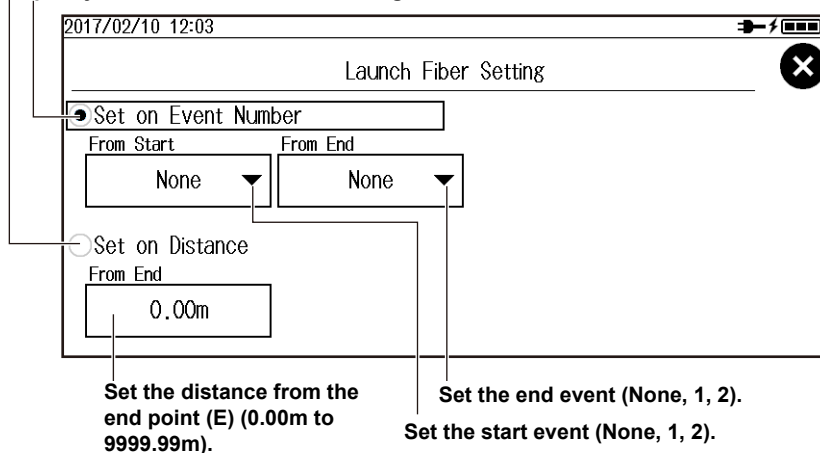 2017/02/10 12:03
Launch Fiber Setting
Set on Event Number
From Start From End
None None
Set on Distance
From End
0.00m
Set the distance from the
end point (E) (0.00m to
9999.99m).
Set the end event (None, 1, 2).
Set the start event (None, 1, 2).